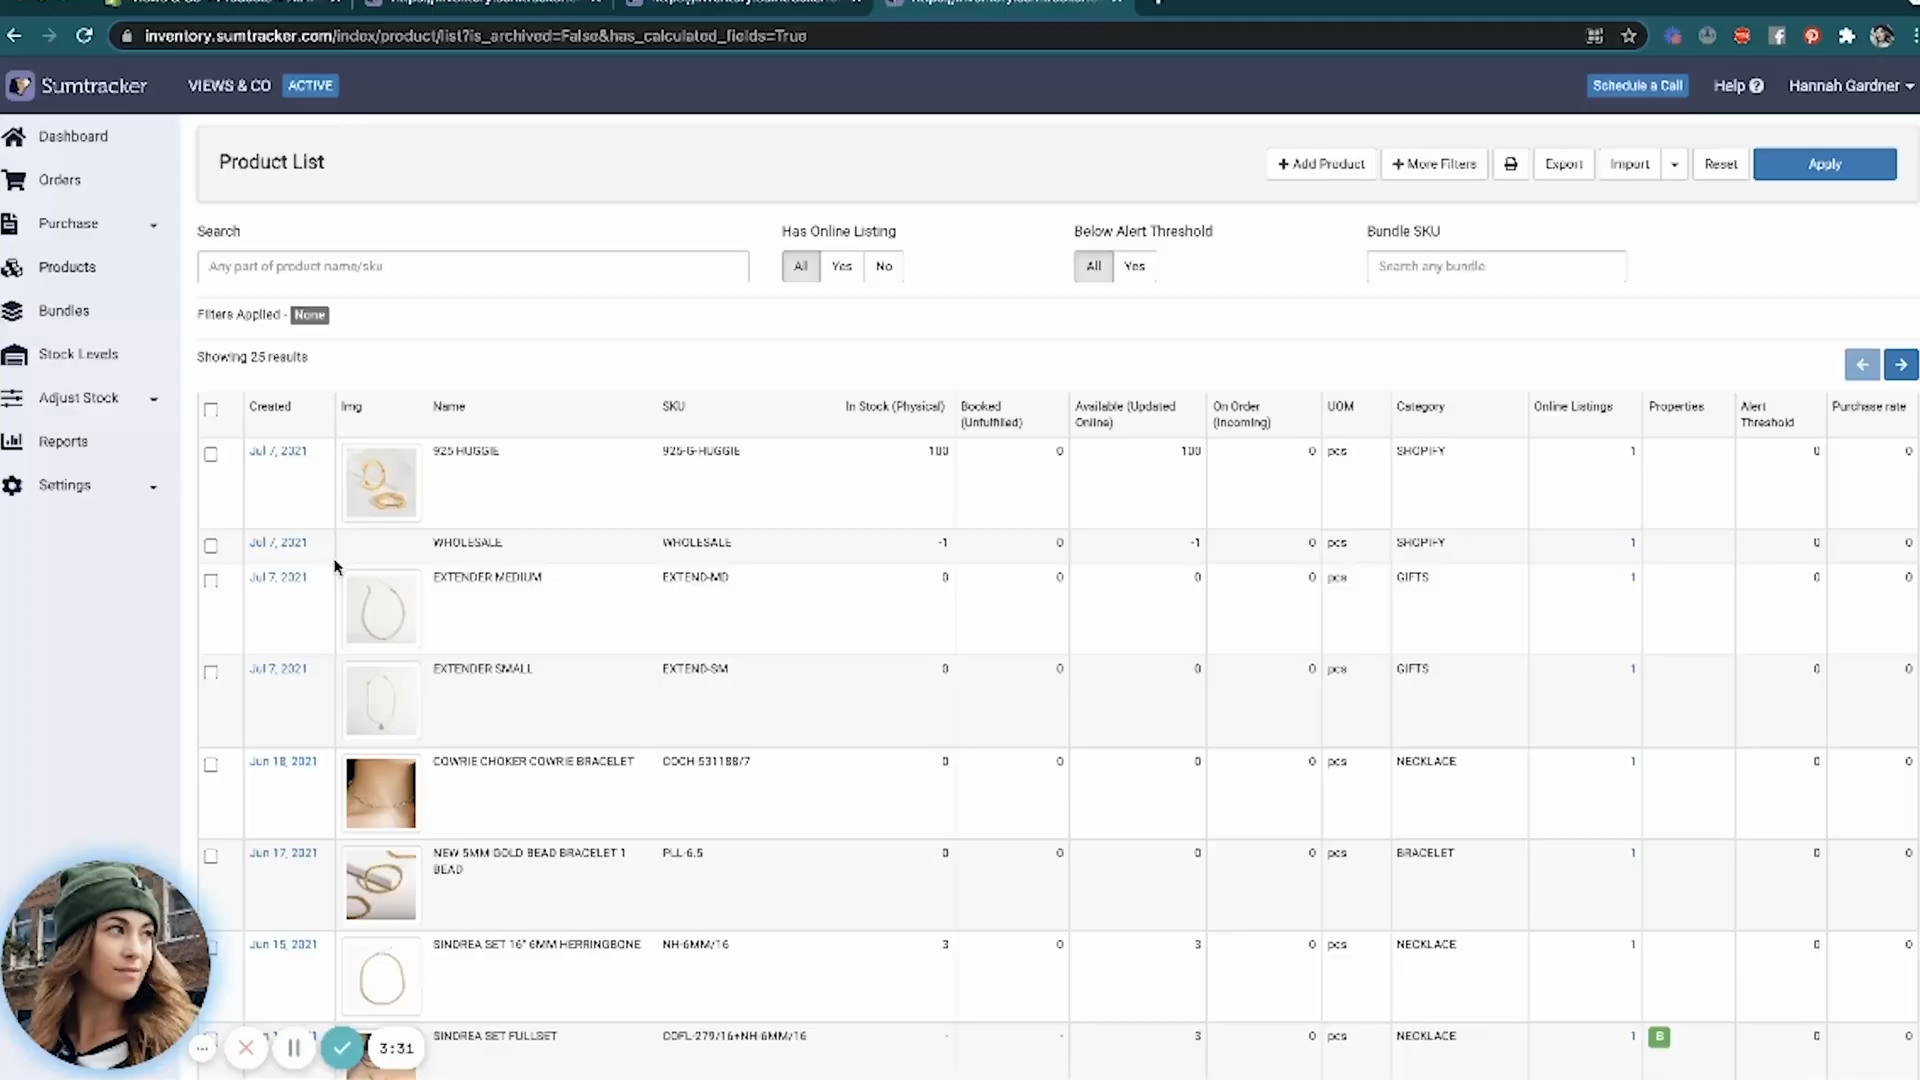 inventory.sumtracker.com/index/product/list?is_archived=False&has_calculated_fields=True
Sumtracker VIEWS & CO ACTIVE Schedule a Call Help Hannah Gardner
Dashboard
Orders
Purchase
Products
Bundles
Stock Levels
Adjust Stock
Reports
Settings
Product List + Add Product + More Filters Export Import Reset Apply
Search Has Online Listing Below Alert Threshold Bundle SKU
Any part of product name/sku All Yes No All Yes Search any bundle
Filters Applied - None
Showing 25 results
Created Img Name SKU In Stock (Physical) Booked (Unfulfilled) Available (Updated Online) On Order (Incoming) UOM Category Online Listings Properties Alert Threshold Purchase rate
Jul 7, 2021 925 HUGGIE 925-G-HUGGIE 100 0 100 0 pcs SHOPIFY 1 0 0
Jul 7, 2021 WHOLESALE WHOLESALE -1 0 -1 0 pcs SHOPIFY 1 0 0
Jul 7, 2021 EXTENDER MEDIUM EXTEND-MD 0 0 0 0 pcs GIFTS 1 0 0
Jul 7, 2021 EXTENDER SMALL EXTEND-SM 0 0 0 0 pcs GIFTS 1 0 0
Jun 18, 2021 COWRIE CHOKER COWRIE BRACELET COCH-531188/7 0 0 0 0 pcs NECKLACE 1 0 0
Jun 17, 2021 NEW 5MM GOLD BEAD BRACELET 1 BEAD PLL-6.5 0 0 0 0 pcs BRACELET 1 0 0
Jun 15, 2021 SINDREA SET 16" 6MM HERRINGBONE NH-6MM/16 3 0 3 0 pcs NECKLACE 1 0 0
SINDREA SET FULLSET DDFL-279/16+NH-6MM/16 - - 3 0 pcs NECKLACE 1 B 0 0
3:31